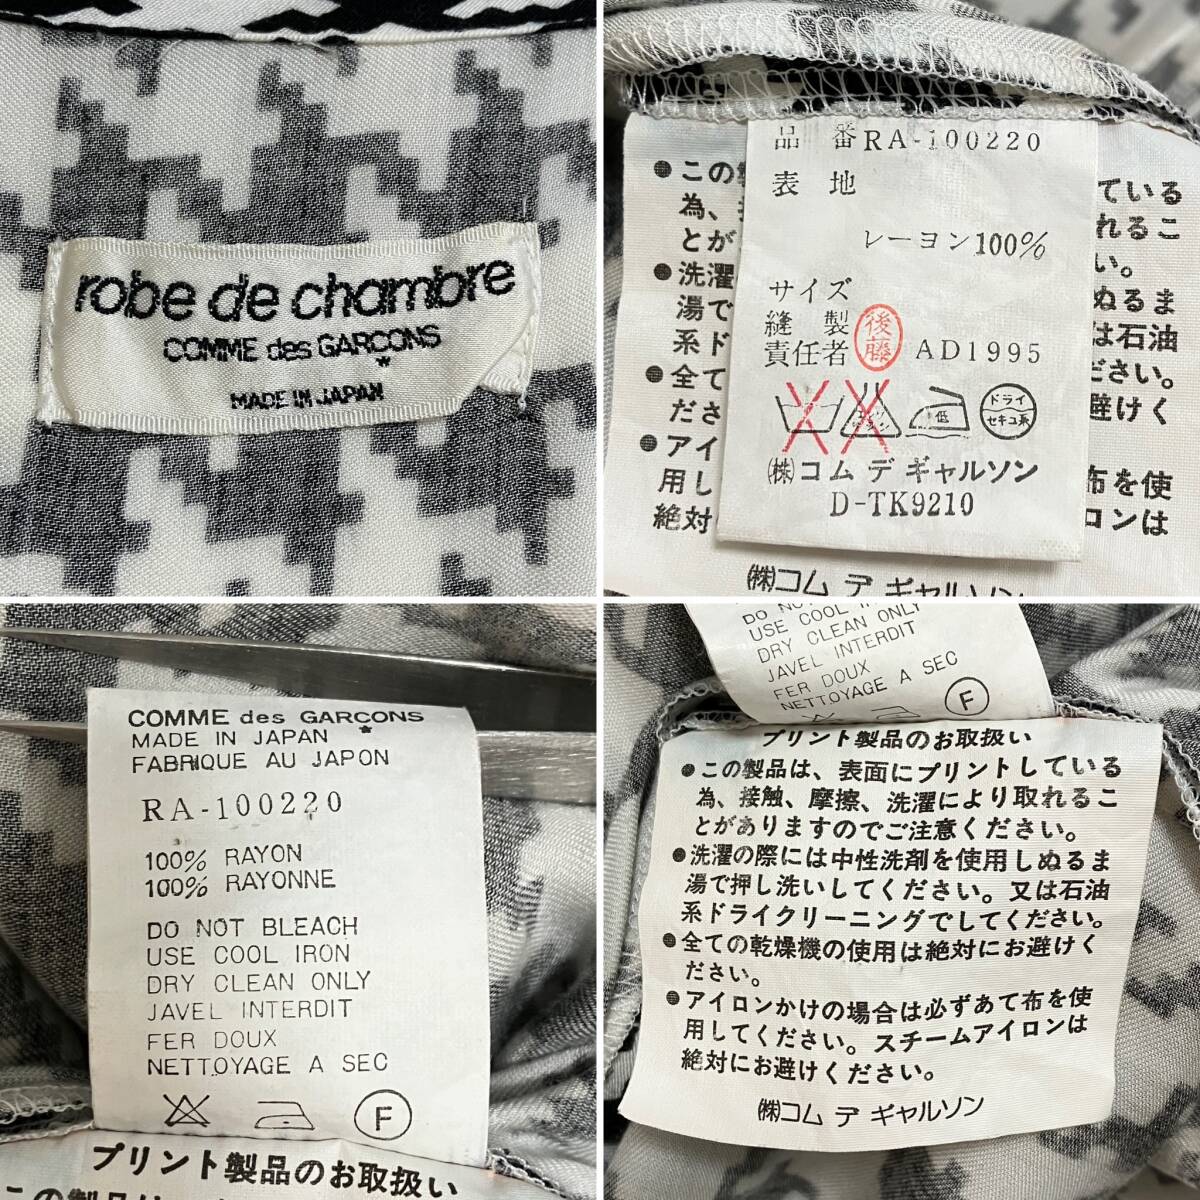 robe de chambre
COMME des GARÇONS
MADE IN JAPAN
品 番 RA-100220
表 地
レーヨン100%
サイズ
縫 製
責任者 後藤 AD1995
低
ドライ
セキユ系
(株)コム デ ギャルソン
D-TK9210
●この
為、
とが
●洗濯
湯で
系ド
●全て
ださ
●アイ
用し
絶対
ている
れるこ
い。
ぬるま
は石油
ださい。
避けく
布を使
ロンは
(株)コム デ ギャルソン
COMME des GARÇONS
MADE IN JAPAN
FABRIQUE AU JAPON
RA-100220
100% RAYON
100% RAYONNE
DO NOT BLEACH
USE COOL IRON
DRY CLEAN ONLY
JAVEL INTERDIT
FER DOUX
NETTOYAGE A SEC
F
プリント製品のお取扱い
DO NO
USE COOL I
DRY CLEAN ONLY
JAVEL INTERDIT
FER DOUX
NETTOYAGE A SEC
F
プリント製品のお取扱い
●この製品は、表面にプリントしている
為、接触、摩擦、洗濯により取れるこ
とがありますのでご注意ください。
●洗濯の際には中性洗剤を使用しぬるま
湯で押し洗いしてください。又は石油
系ドライクリーニングでしてください。
●全ての乾燥機の使用は絶対にお避けく
ださい。
●アイロンかけの場合は必ずあて布を使
用してください。スチームアイロンは
絶対にお避けください。
(株)コム デ ギャルソン